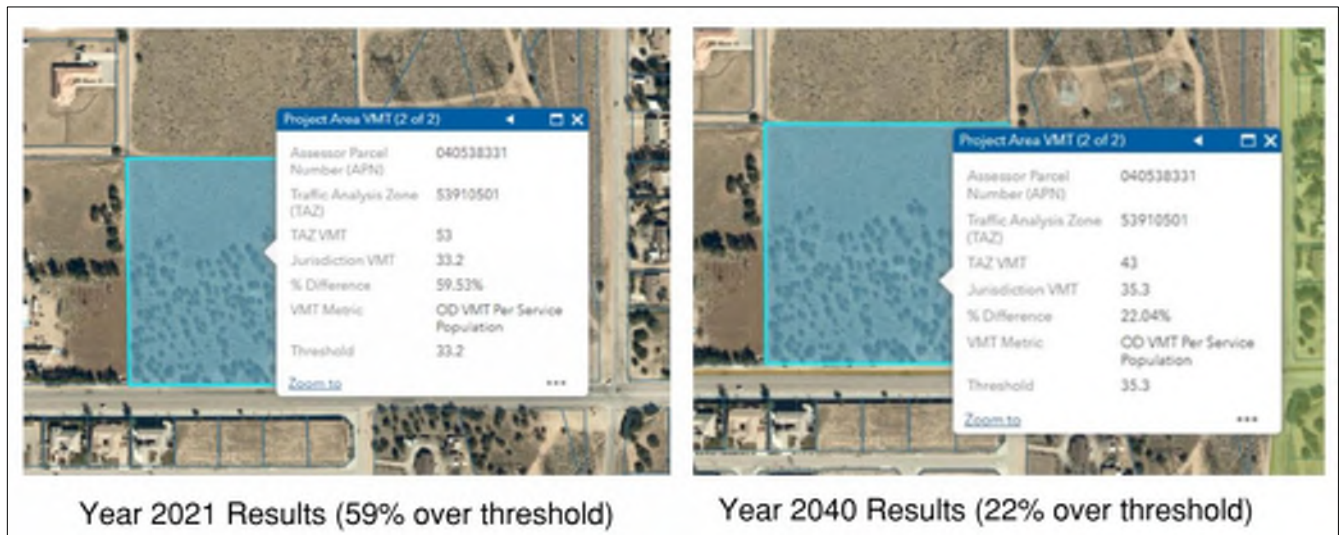 Project Area VMT (2 of 2)
Assessor Parcel 040538331
Number (APN)
Traffic Analysis Zone 53910501
(TAZ)
TAZ VMT 53
Jurisdiction VMT 33.2
% Difference 59.53%
VMT Metric OD VMT Per Service
Population
Threshold 33.2
Zoom to
Project Area VMT (2 of 2)
Assessor Parcel 040538331
Number (APN)
Traffic Analysis Zone 53910501
(TAZ)
TAZ VMT 43
Jurisdiction VMT 35.3
% Difference 22.04%
VMT Metric OD VMT Per Service
Population
Threshold 35.3
Zoom to
Year 2021 Results (59% over threshold)
Year 2040 Results (22% over threshold)